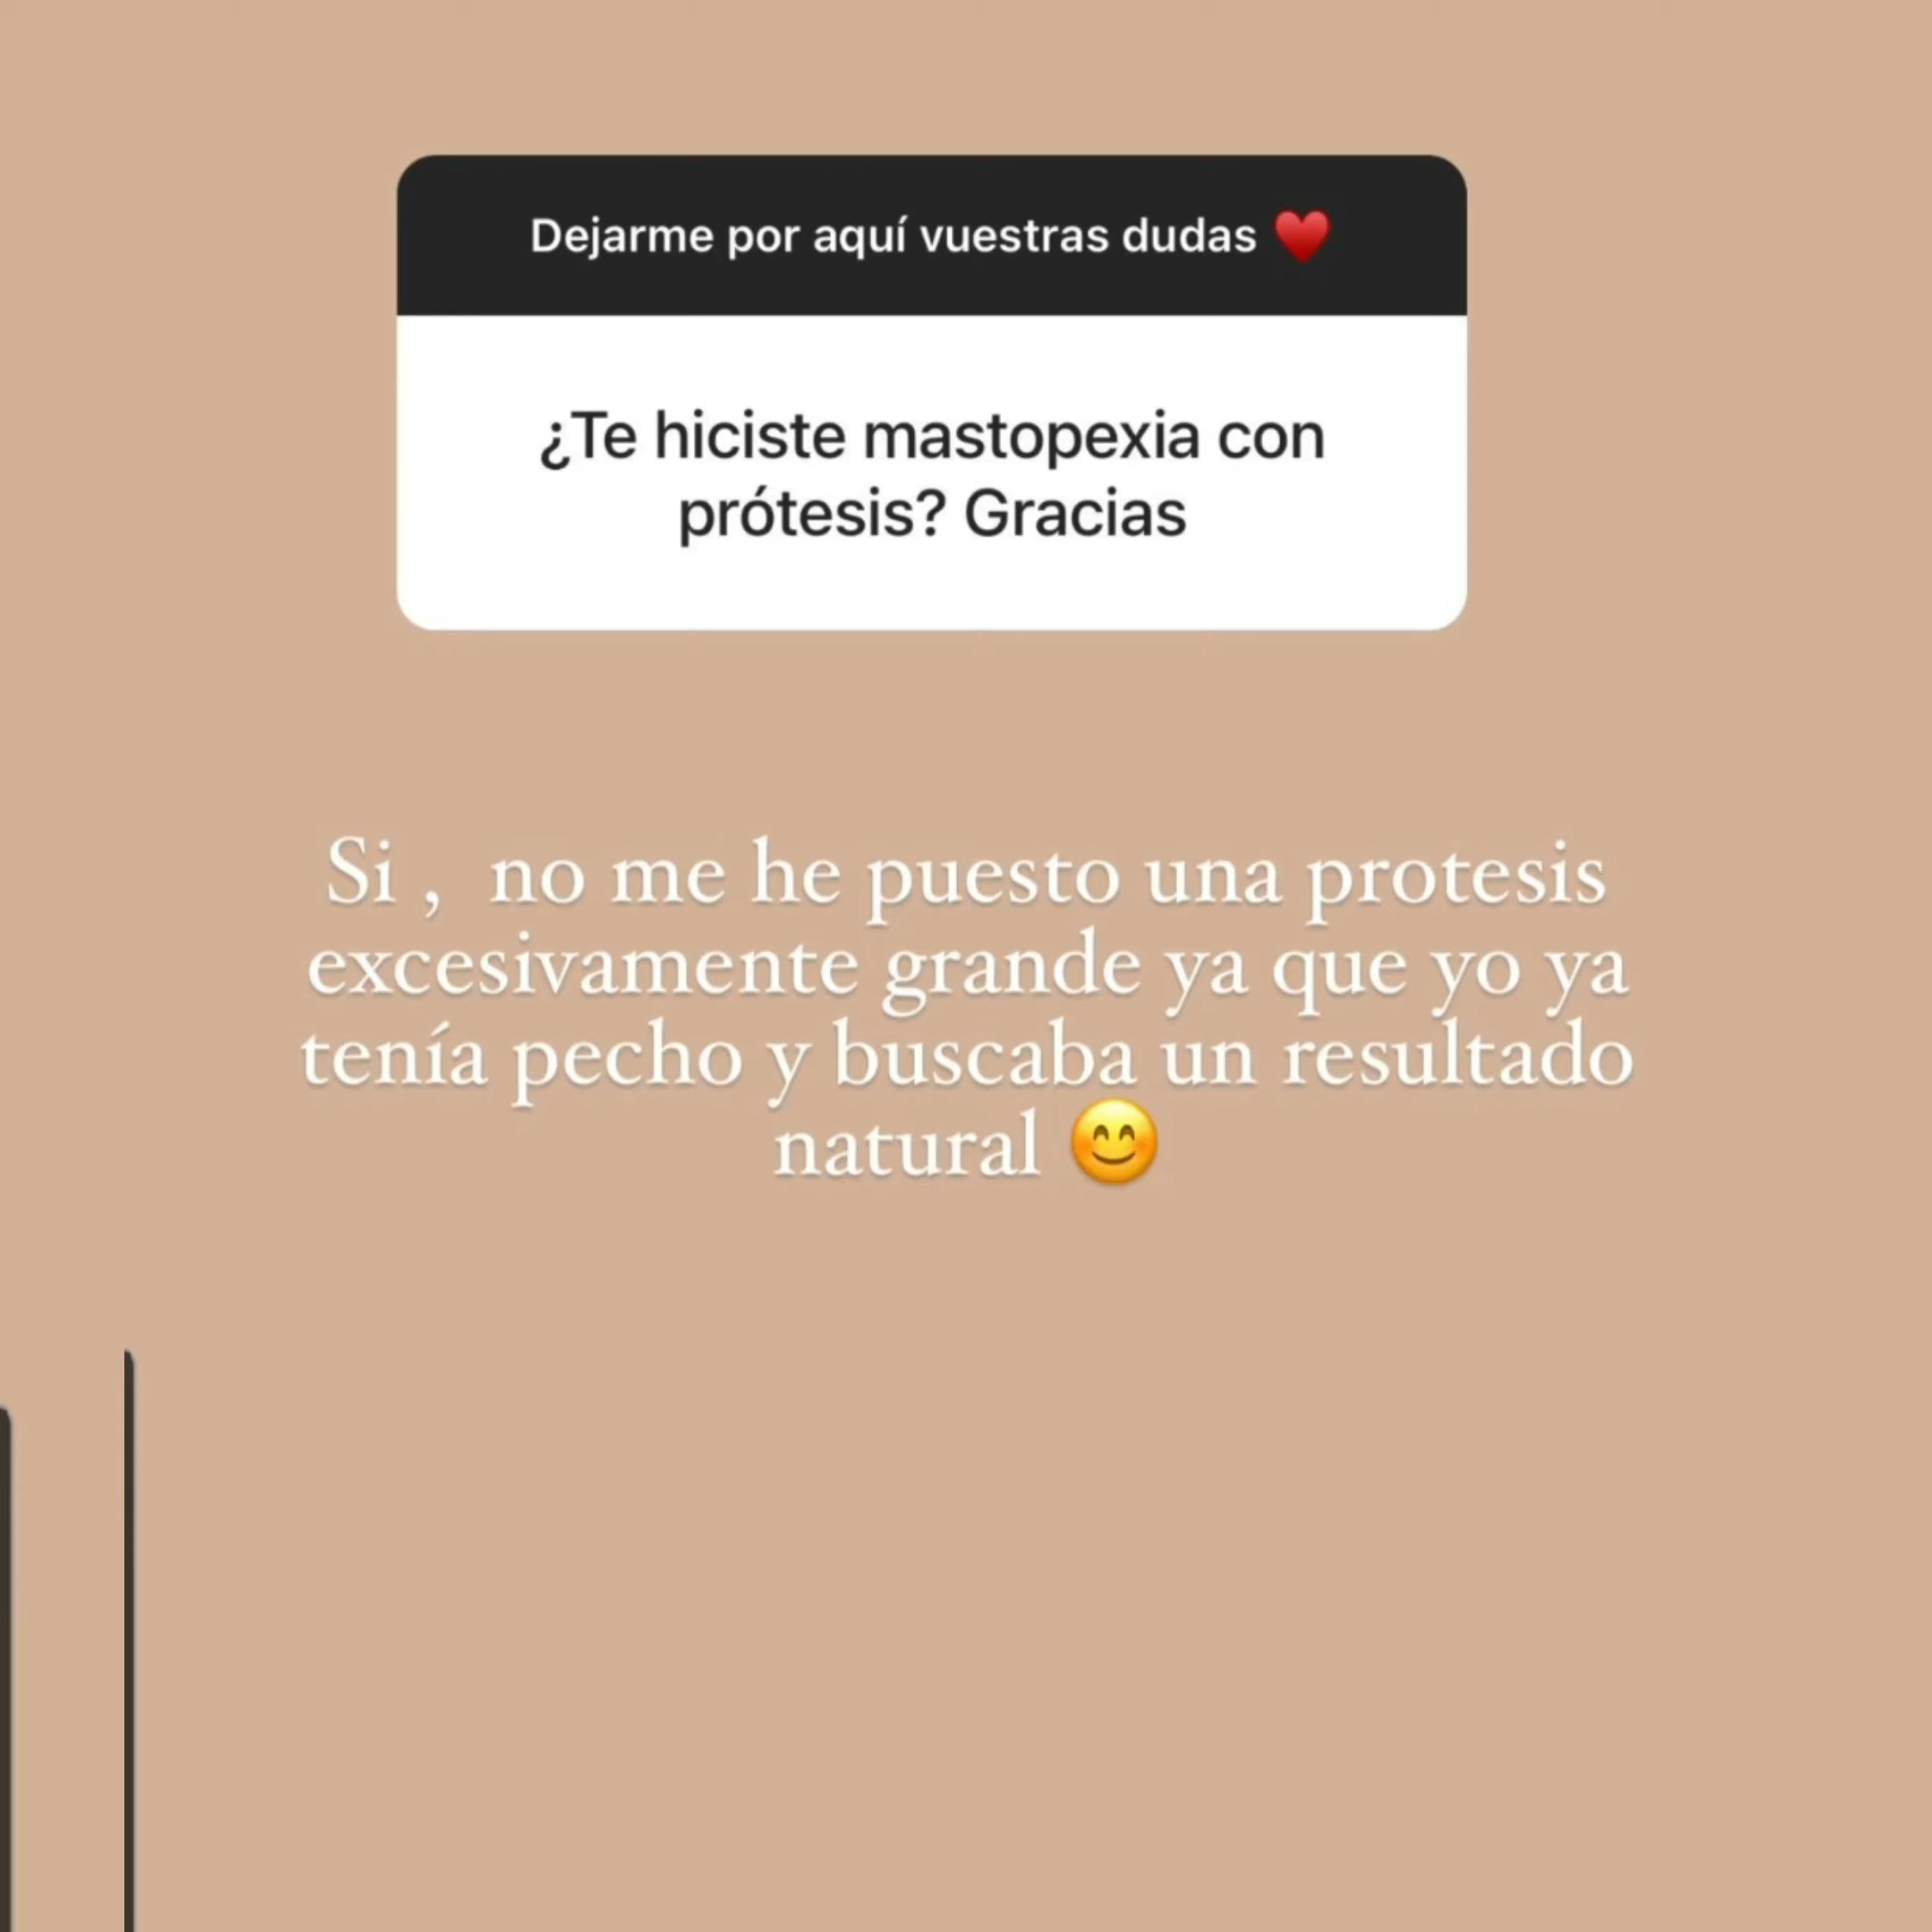 Dejarme por aquí vuestras dudas ♥️
¿Te hiciste mastopexia con
prótesis? Gracias
Si ,  no me he puesto una protesis
excesivamente grande ya que yo ya
tenía pecho y buscaba un resultado
natural 😊